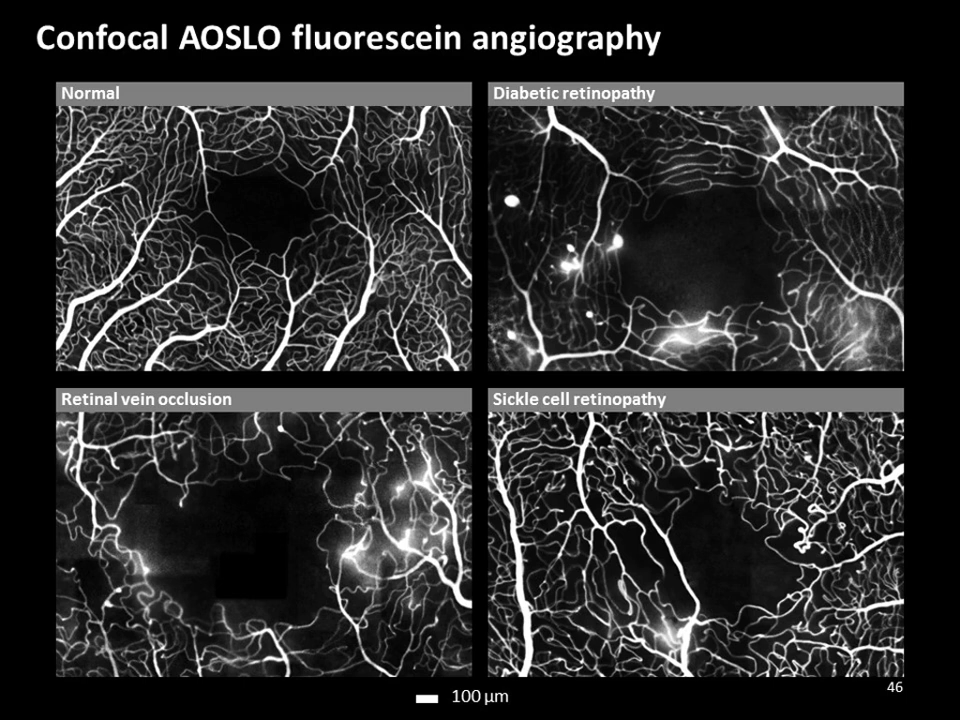 Confocal AOSLO fluorescein angiography
Normal
Diabetic retinopathy
Retinal vein occlusion
Sickle cell retinopathy
100 µm
46